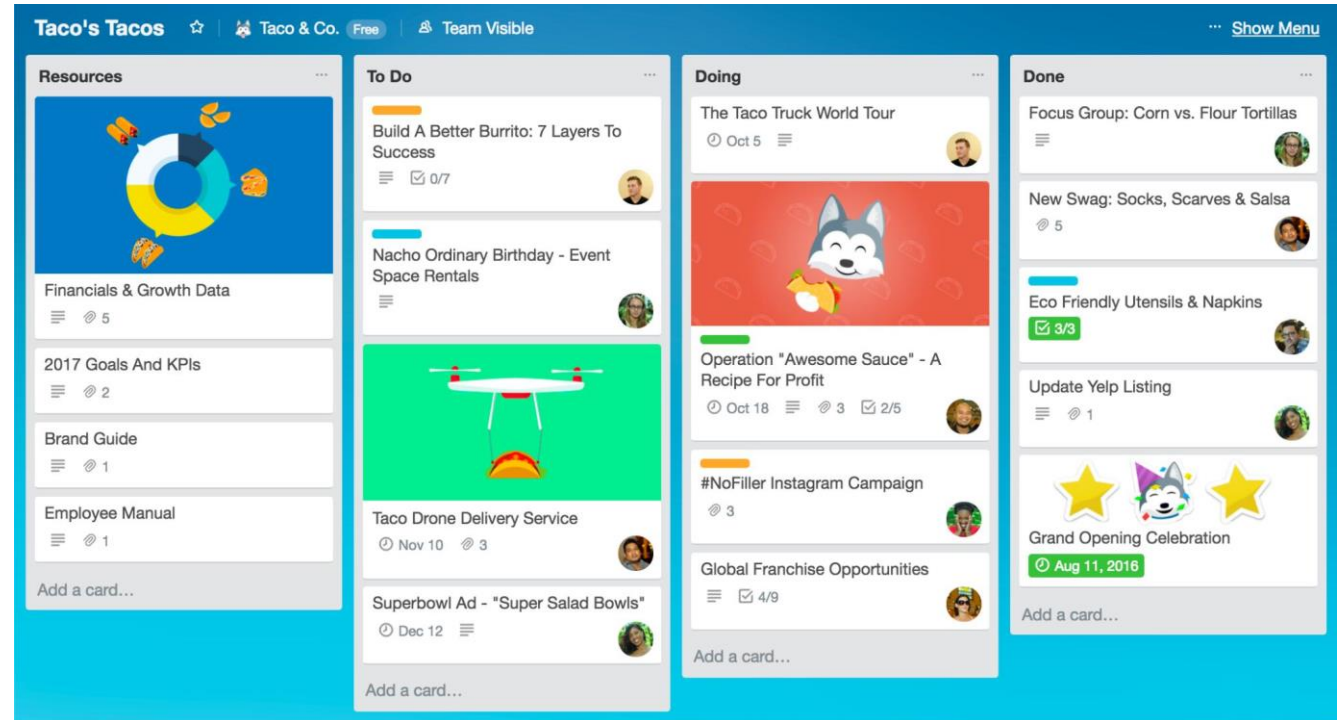 Taco's Tacos
Taco & Co.
Free
Team Visible
... Show Menu
Resources
...
Financials & Growth Data
5
2017 Goals And KPIs
2
Brand Guide
1
Employee Manual
1
Add a card...
To Do
...
Build A Better Burrito: 7 Layers To
Success
0/7
Nacho Ordinary Birthday - Event
Space Rentals
Taco Drone Delivery Service
Nov 10
3
Superbowl Ad - "Super Salad Bowls"
Dec 12
Add a card...
Doing
...
The Taco Truck World Tour
Oct 5
Operation "Awesome Sauce" - A
Recipe For Profit
Oct 18
3
2/5
#NoFiller Instagram Campaign
3
Global Franchise Opportunities
4/9
Add a card...
Done
...
Focus Group: Corn vs. Flour Tortillas
New Swag: Socks, Scarves & Salsa
5
Eco Friendly Utensils & Napkins
3/3
Update Yelp Listing
1
Grand Opening Celebration
Aug 11, 2016
Add a card...